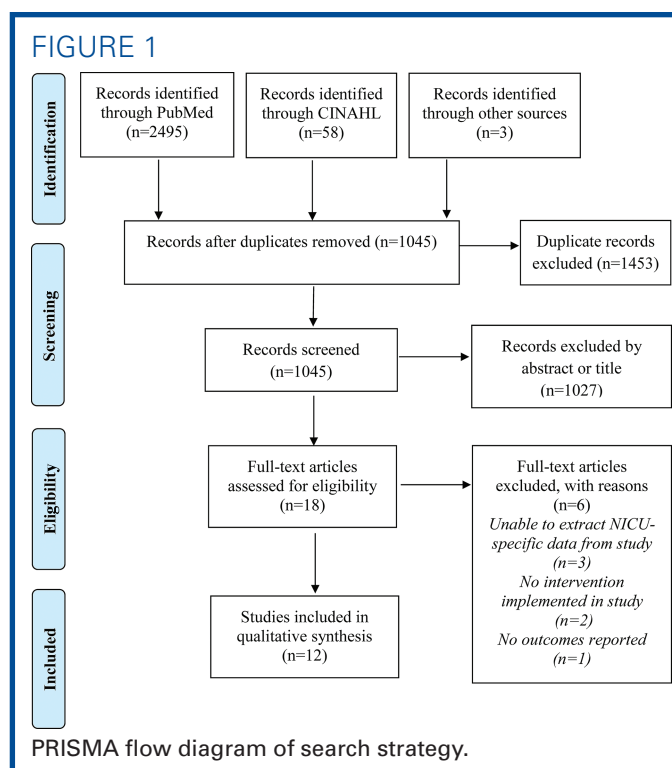 FIGURE 1
Identification
Records identified
through PubMed
(n=2495)
Records identified
through CINAHL
(n=58)
Records identified
through other sources
(n=3)
Records after duplicates removed (n=1045)
Duplicate records
excluded (n=1453)
Screening
Records screened
(n=1045)
Records excluded by
abstract or title
(n=1027)
Eligibility
Full-text articles
assessed for eligibility
(n=18)
Full-text articles
excluded, with reasons
(n=6)
Unable to extract NICU-
specific data from study
(n=3)
No intervention
implemented in study
(n=2)
No outcomes reported
(n=1)
Included
Studies included in
qualitative synthesis
(n=12)
PRISMA flow diagram of search strategy.